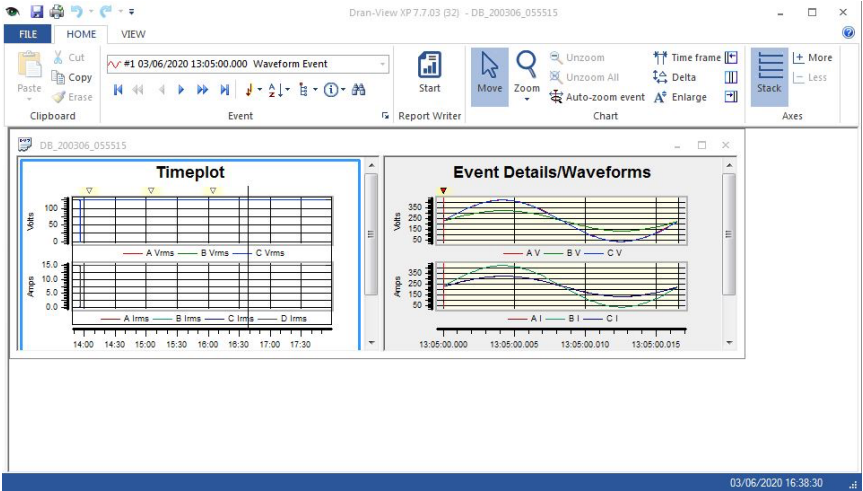 Dran-View XP 7.7.03 (32) - DB_200306_055515
FILE HOME VIEW
Paste
Cut
Copy
Erase
Clipboard
#1 03/06/2020 13:05:00.000 Waveform Event
Event
Start
Report Writer
Move
Zoom
Unzoom
Unzoom All
Auto-zoom event
Time frame
Delta
Enlarge
Chart
Stack
More
Less
Axes
DB_200306_055515
Timeplot
Volts
100
50
0
A Vrms B Vrms C Vrms
Amps
15.0
10.0
5.0
0.0
A Irms B Irms C Irms D Irms
14:00 14:30 15:00 15:30 16:00 16:30 17:00 17:30
Event Details/Waveforms
Volts
350
250
150
50
A V B V C V
Amps
350
250
150
50
A I B I C I
13:05:00.000 13:05:00.005 13:05:00.010 13:05:00.015
03/06/2020 16:38:30